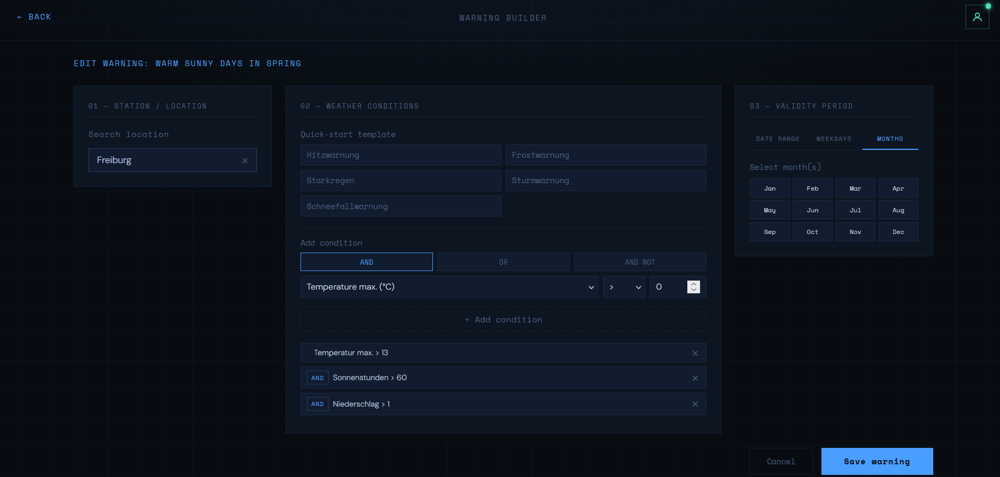 ← BACK
WARNING BUILDER
EDIT WARNING: WARM SUNNY DAYS IN SPRING
01 — STATION / LOCATION
Search location
Freiburg ×
02 — WEATHER CONDITIONS
Quick-start template
Hitzwarnung
Frostwarnung
Starkregen
Sturmwarnung
Schneefallwarnung
Add condition
AND
OR
AND NOT
Temperature max. (°C)
>
0
+ Add condition
Temperatur max. > 13 ×
AND Sonnenstunden > 60 ×
AND Niederschlag > 1 ×
03 — VALIDITY PERIOD
DATE RANGE
WEEKDAYS
MONTHS
Select month(s)
Jan Feb Mar Apr
May Jun Jul Aug
Sep Oct Nov Dec
Cancel
Save warning